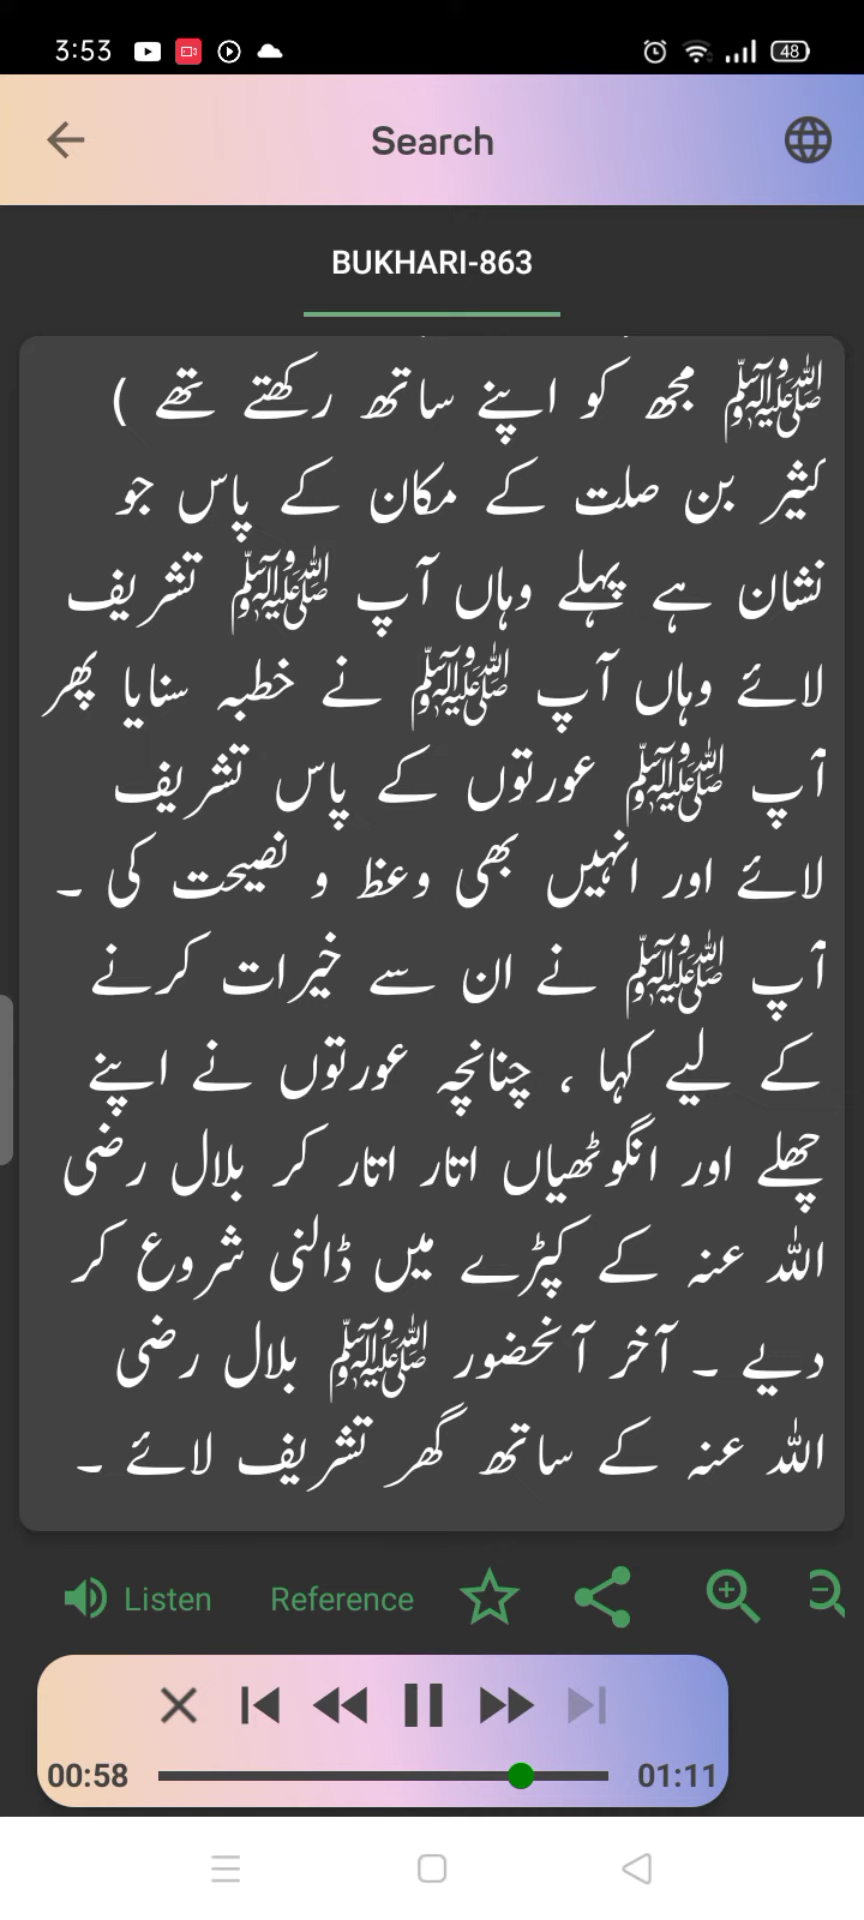 3:53
48
Search
BUKHARI-863
ﷺ مجھ کو اپنے ساتھ رکھتے تھے )
کثیر بن صلت کے مکان کے پاس جو
نشان ہے پہلے وہاں آپ ﷺ تشریف
لائے وہاں آپ ﷺ نے خطبہ سنایا پھر
آپ ﷺ عورتوں کے پاس تشریف
لائے اور انہیں بھی وعظ و نصیحت کی ۔
آپ ﷺ نے ان سے خیرات کرنے
کے لیے کہا ، چنانچہ عورتوں نے اپنے
چھلے اور انگوٹھیاں اتار اتار کر بلال رضی
اللہ عنہ کے کپڑے میں ڈالنی شروع کر
دیے ۔ آخر آنحضور ﷺ بلال رضی
اللہ عنہ کے ساتھ گھر تشریف لائے ۔
Listen Reference
00:58 01:11